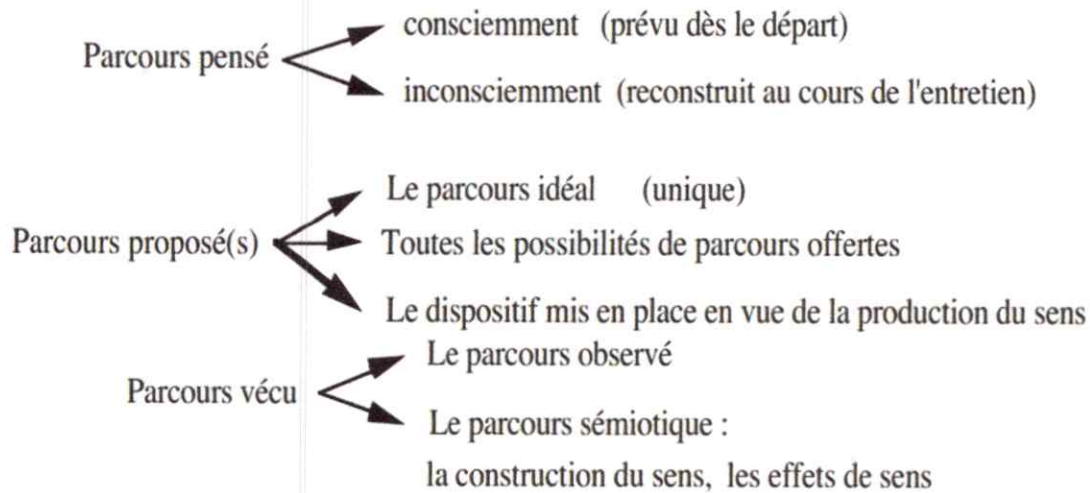 consciemment (prévu dès le départ)
Parcours pensé
inconsciemment (reconstruit au cours de l'entretien)
Le parcours idéal (unique)
Parcours proposé(s)
Toutes les possibilités de parcours offertes
Le dispositif mis en place en vue de la production du sens
Le parcours observé
Parcours vécu
Le parcours sémiotique :
la construction du sens, les effets de sens